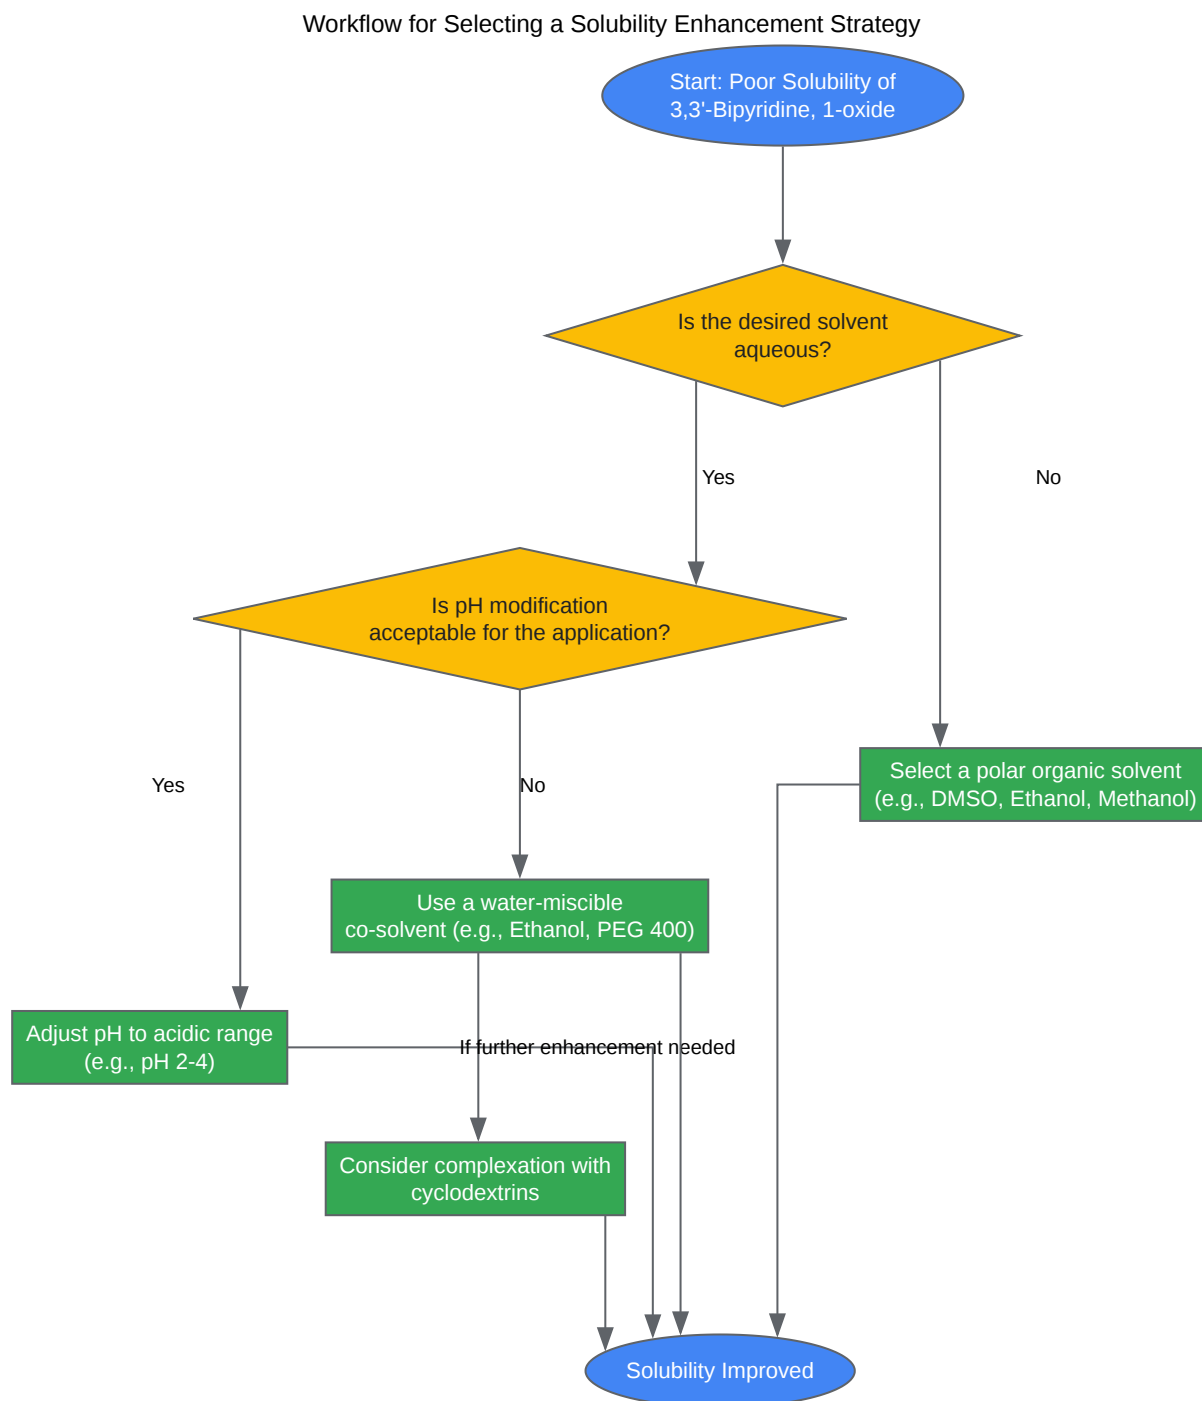 Workflow for Selecting a Solubility Enhancement Strategy
Start: Poor Solubility of
3,3'-Bipyridine, 1-oxide
Is the desired solvent
aqueous?
Yes
No
Is pH modification
acceptable for the application?
Yes
No
Select a polar organic solvent
(e.g., DMSO, Ethanol, Methanol)
Use a water-miscible
co-solvent (e.g., Ethanol, PEG 400)
Adjust pH to acidic range
(e.g., pH 2-4)
If further enhancement needed
Consider complexation with
cyclodextrins
Solubility Improved